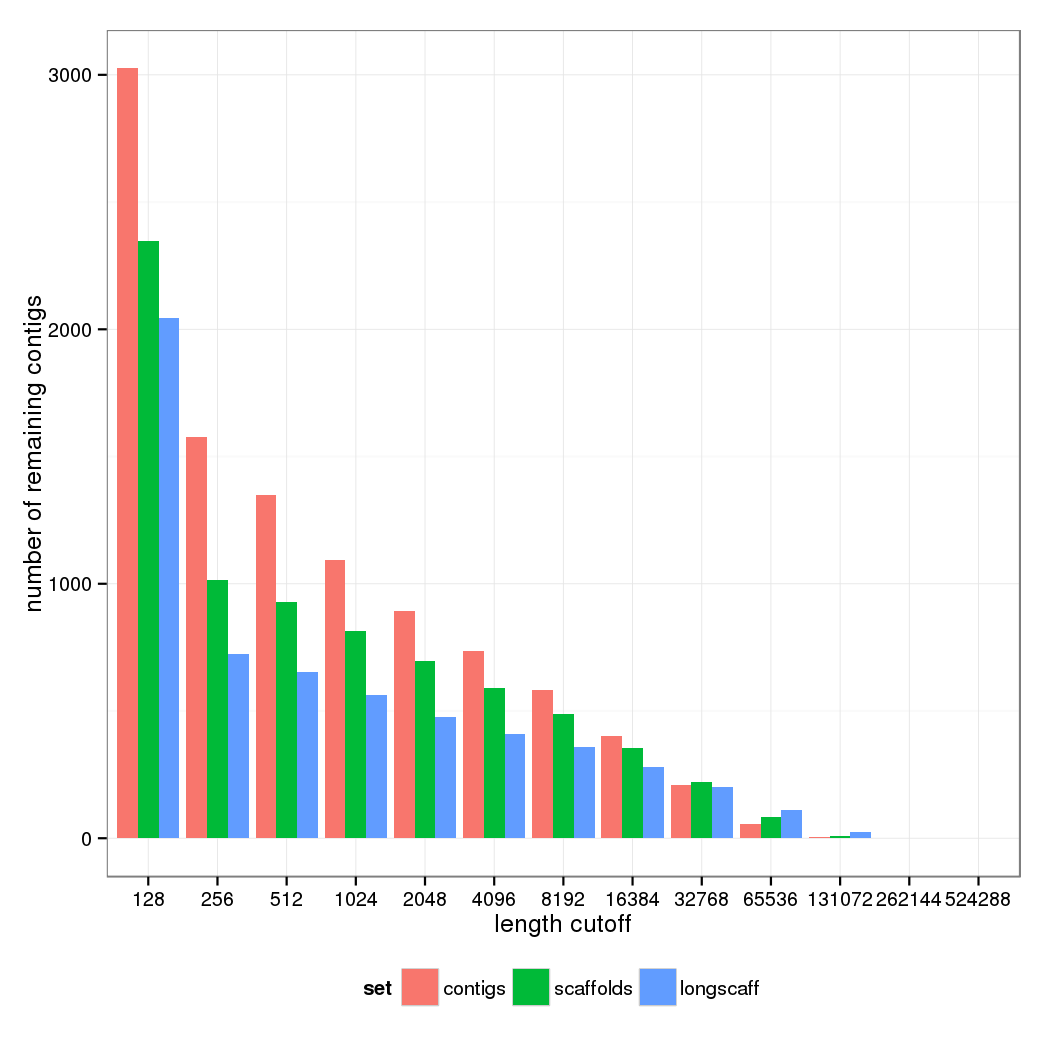 number of remaining contigs
3000
2000
1000
0
128 256 512 1024 2048 4096 8192 16384 32768 65536 131072 262144 524288
length cutoff
set contigs scaffolds longscaff